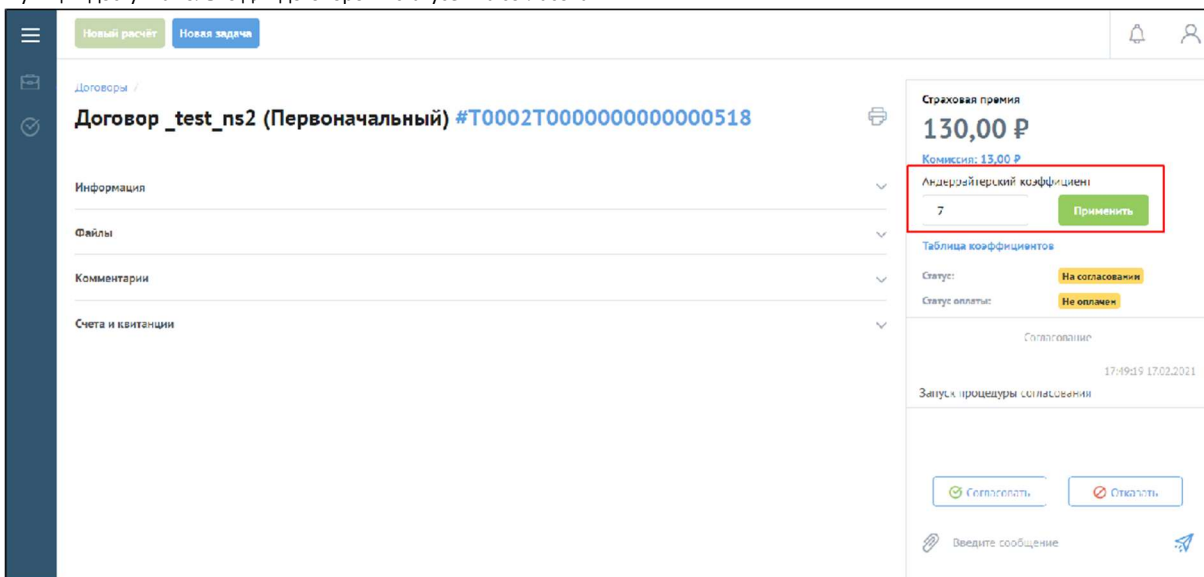 Новый расчёт
Новая задача
Договоры /
Договор _test_ns2 (Первоначальный) #T0002T0000000000000518
Информация
Файлы
Комментарии
Счета и квитанции
Страховая премия
130,00 ₽
Комиссия: 13,00 ₽
Андеррайтерский коэффициент
7
Применить
Таблица коэффициентов
Статус: На согласовании
Статус оплаты: Не оплачен
Согласование
17:49:19 17.02.2021
Запуск процедуры согласования
Согласовать
Отказать
Введите сообщение